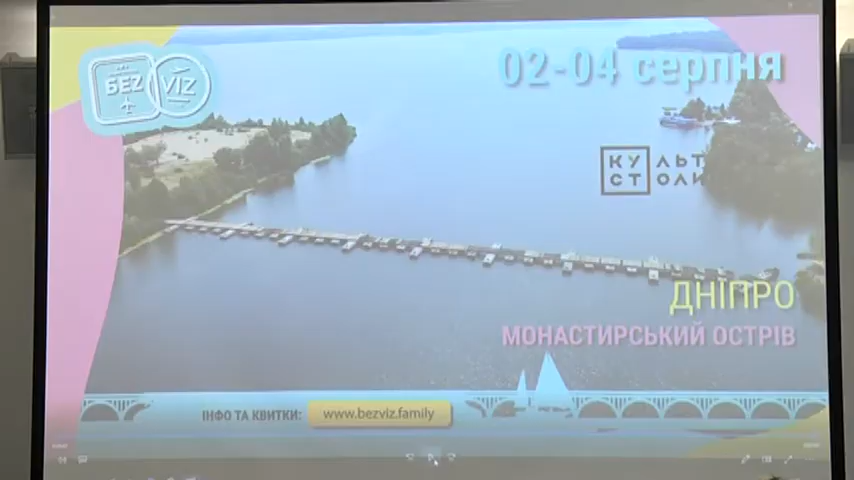 БЕZ VIZ
02-04 серпня
КУЛЬТ
СТОЛИ
ДНІПРО
МОНАСТИРСЬКИЙ ОСТРІВ
ІНФО ТА КВИТКИ: www.bezviz.family